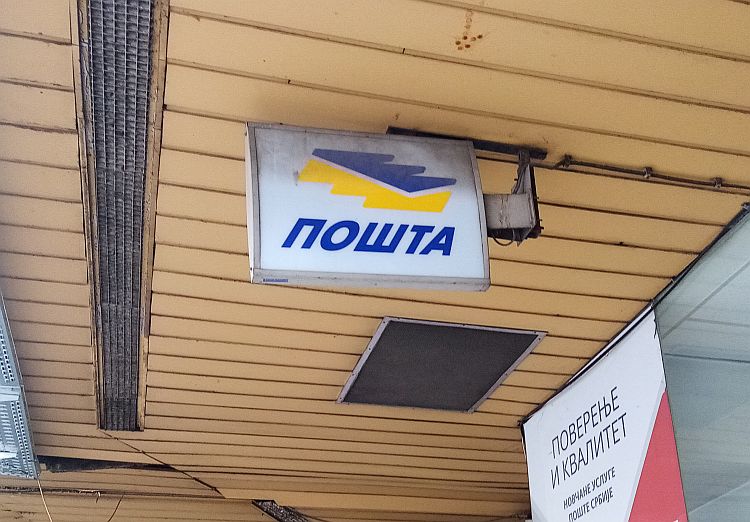 ПОШТА
ПОВЕРЕЊЕ
И КВАЛИТЕТ
НОВЧАНЕ УСЛУГЕ
ПОШТЕ СРБИЈЕ